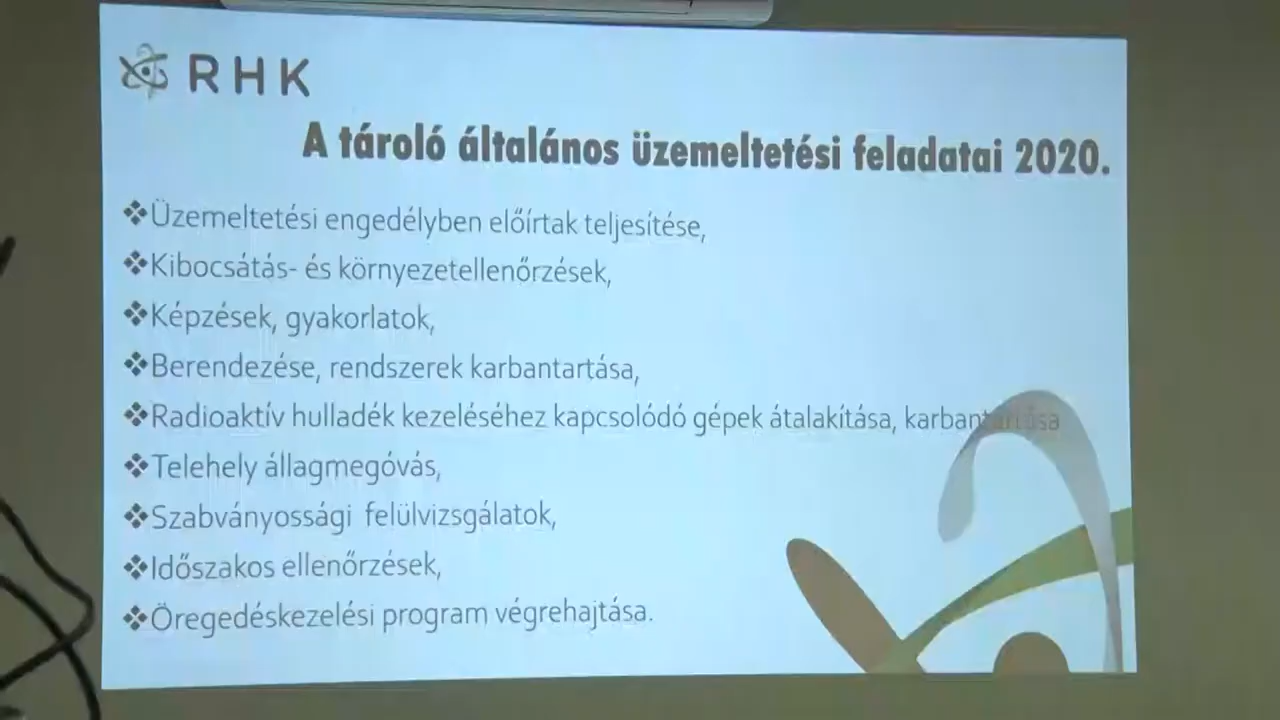 RHK
A tároló általános üzemeltetési feladatai 2020.
❖Üzemeltetési engedélyben előírtak teljesítése,
❖Kibocsátás- és környezetellenőrzések,
❖Képzések, gyakorlatok,
❖Berendezése, rendszerek karbantartása,
❖Radioaktív hulladék kezeléséhez kapcsolódó gépek átalakítása, karbantartása
❖Telehely állagmegóvás,
❖Szabványossági felülvizsgálatok,
❖Időszakos ellenőrzések,
❖Öregedéskezelési program végrehajtása.